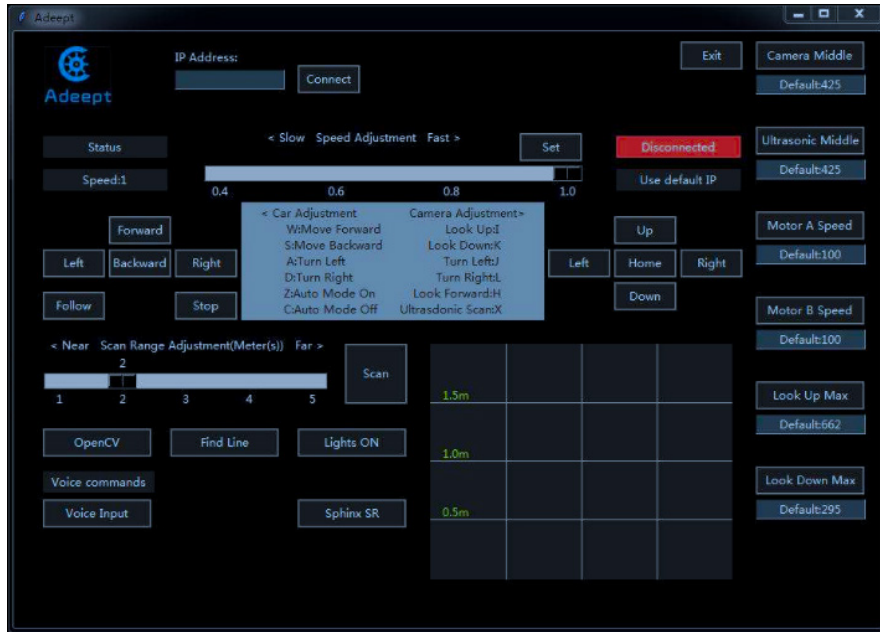 Adeept
IP Address:
Exit
Camera Middle
Connect
Default:425
Adeept
< Slow Speed Adjustment Fast >
Status
Set
Disconnected
Ultrasonic Middle
Speed:1
Use default IP
Default:425
0.4 0.6 0.8 1.0
< Car Adjustment Camera Adjustment>
W:Move Forward Look Up:I
S:Move Backward Look Down:K
A:Turn Left Turn Left:J
D:Turn Right Turn Right:L
Z:Auto Mode On Look Forward:H
C:Auto Mode Off Ultrasdonic Scan:X
Forward
Up
Motor A Speed
Default:100
Left Backward Right
Left Home Right
Follow Stop
Down
Motor B Speed
Default:100
< Near Scan Range Adjustment(Meter(s)) Far >
2
Scan
1 2 3 4 5
1.5m
Look Up Max
Default:662
OpenCV Find Line Lights ON
1.0m
Voice commands
Look Down Max
Voice Input Sphinx SR
0.5m
Default:295